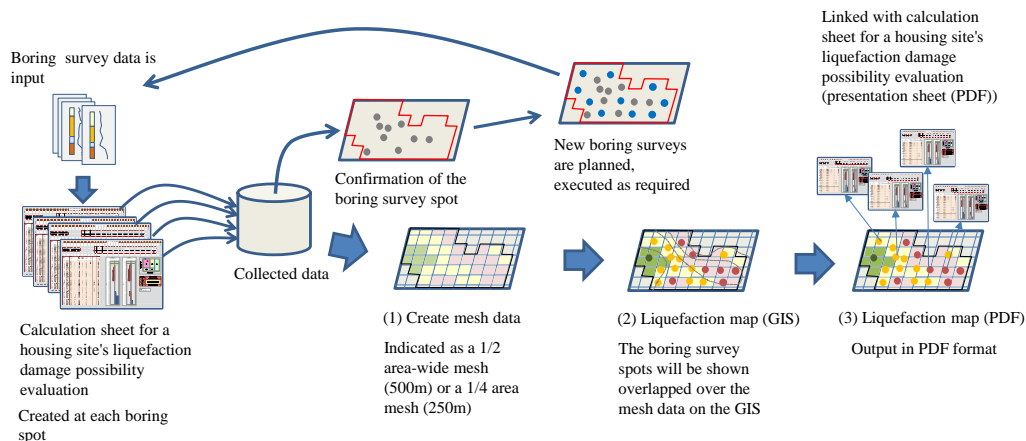 Boring survey data is
input
Linked with calculation
sheet for a housing site's
liquefaction damage
possibility evaluation
(presentation sheet (PDF))
Confirmation of the
boring survey spot
New boring surveys
are planned,
executed as required
Collected data
Calculation sheet for a
housing site's liquefaction
damage possibility
evaluation
Created at each boring
spot
(1) Create mesh data
Indicated as a 1/2
area-wide mesh
(500m) or a 1/4 area
mesh (250m)
(2) Liquefaction map (GIS)
The boring survey
spots will be shown
overlapped over the
mesh data on the GIS
(3) Liquefaction map (PDF)
Output in PDF format